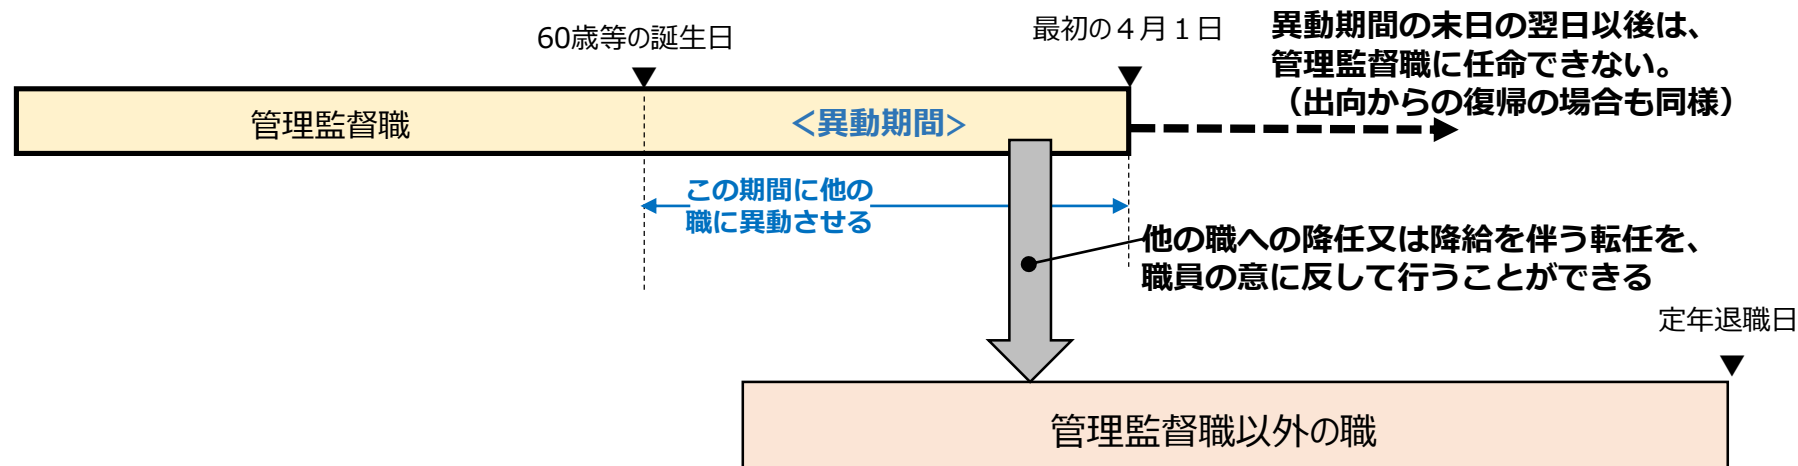 60歳等の誕生日
最初の４月１日
異動期間の末日の翌日以後は、
管理監督職に任命できない。
（出向からの復帰の場合も同様）
管理監督職
＜異動期間＞
この期間に他の
職に異動させる
他の職への降任又は降給を伴う転任を、
職員の意に反して行うことができる
定年退職日
管理監督職以外の職